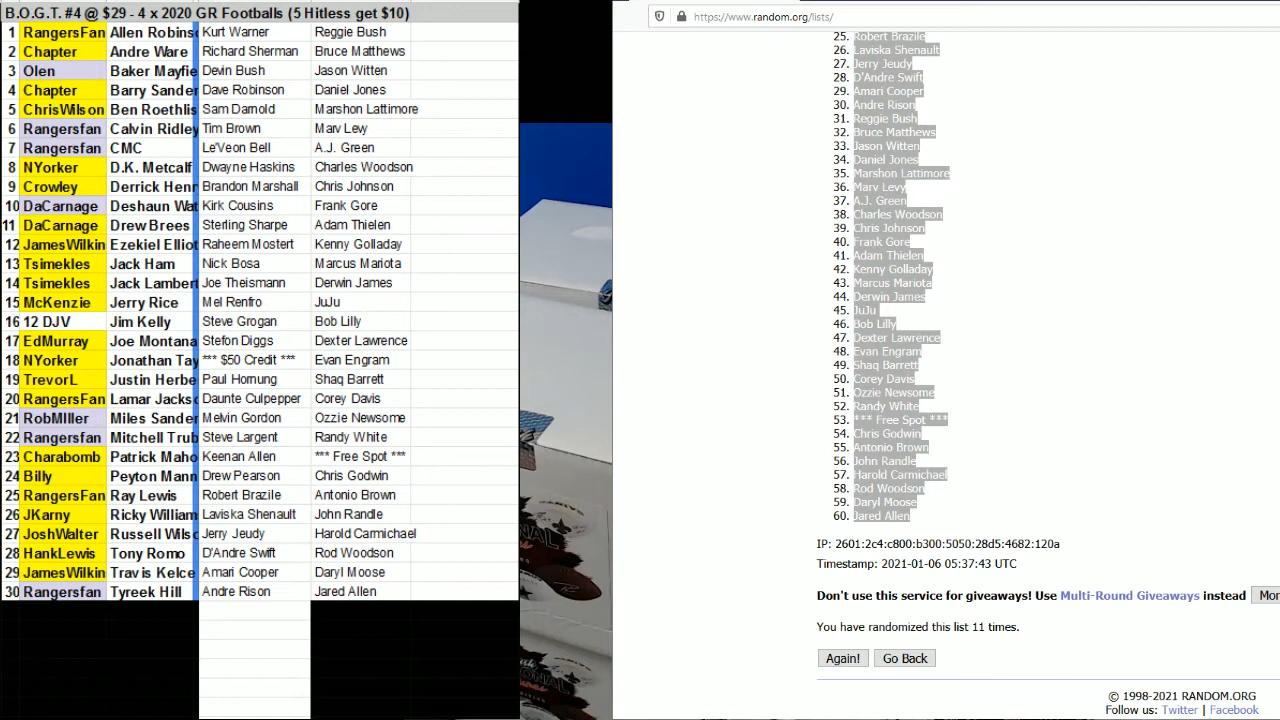 B.O.G.T. #4 @ $29 - 4 x 2020 GR Footballs (5 Hitless get $10)
1 RangersFan Allen Robins Kurt Warner Reggie Bush
2 Chapter Andre Ware Richard Sherman Bruce Matthews
3 Olen Baker Mayfie Devin Bush Jason Witten
4 Chapter Barry Sander Dave Robinson Daniel Jones
5 ChrisWilson Ben Roethlis Sam Darnold Marshon Lattimore
6 Rangersfan Calvin Ridley Tim Brown Marv Levy
7 Rangersfan CMC Le'Veon Bell A.J. Green
8 NYorker D.K. Metcalf Dwayne Haskins Charles Woodson
9 Crowley Derrick Henr Brandon Marshall Chris Johnson
10 DaCarnage Deshaun Wat Kirk Cousins Frank Gore
11 DaCarnage Drew Brees Sterling Sharpe Adam Thielen
12 JamesWilkin Ezekiel Elliot Raheem Mostert Kenny Golladay
13 Tsimekles Jack Ham Nick Bosa Marcus Mariota
14 Tsimekles Jack Lambert Joe Theismann Derwin James
15 McKenzie Jerry Rice Mel Renfro JuJu
16 12 DJV Jim Kelly Steve Grogan Bob Lilly
17 EdMurray Joe Montana Stefon Diggs Dexter Lawrence
18 NYorker Jonathan Tay *** $50 Credit *** Evan Engram
19 TrevorL Justin Herbe Paul Hornung Shaq Barrett
20 RangersFan Lamar Jackso Daunte Culpepper Corey Davis
21 RobMIller Miles Sander Melvin Gordon Ozzie Newsome
22 Rangersfan Mitchell Trub Steve Largent Randy White
23 Charabomb Patrick Maho Keenan Allen *** Free Spot ***
24 Billy Peyton Mann Drew Pearson Chris Godwin
25 RangersFan Ray Lewis Robert Brazile Antonio Brown
26 JKarny Ricky William Laviska Shenault John Randle
27 JoshWalter Russell Wilso Jerry Jeudy Harold Carmichael
28 HankLewis Tony Romo D'Andre Swift Rod Woodson
29 JamesWilkin Travis Kelce Amari Cooper Daryl Moose
30 Rangersfan Tyreek Hill Andre Rison Jared Allen
https://www.random.org/lists/
25. Robert Brazile
26. Laviska Shenault
27. Jerry Jeudy
28. D'Andre Swift
29. Amari Cooper
30. Andre Rison
31. Reggie Bush
32. Bruce Matthews
33. Jason Witten
34. Daniel Jones
35. Marshon Lattimore
36. Marv Levy
37. A.J. Green
38. Charles Woodson
39. Chris Johnson
40. Frank Gore
41. Adam Thielen
42. Kenny Golladay
43. Marcus Mariota
44. Derwin James
45. JuJu
46. Bob Lilly
47. Dexter Lawrence
48. Evan Engram
49. Shaq Barrett
50. Corey Davis
51. Ozzie Newsome
52. Randy White
53. *** Free Spot ***
54. Chris Godwin
55. Antonio Brown
56. John Randle
57. Harold Carmichael
58. Rod Woodson
59. Daryl Moose
60. Jared Allen
IP: 2601:2c4:c800:b300:5050:28d5:4682:120a
Timestamp: 2021-01-06 05:37:43 UTC
Don't use this service for giveaways! Use Multi-Round Giveaways instead Mor
You have randomized this list 11 times.
Again! Go Back
© 1998-2021 RANDOM.ORG
Follow us: Twitter | Facebook